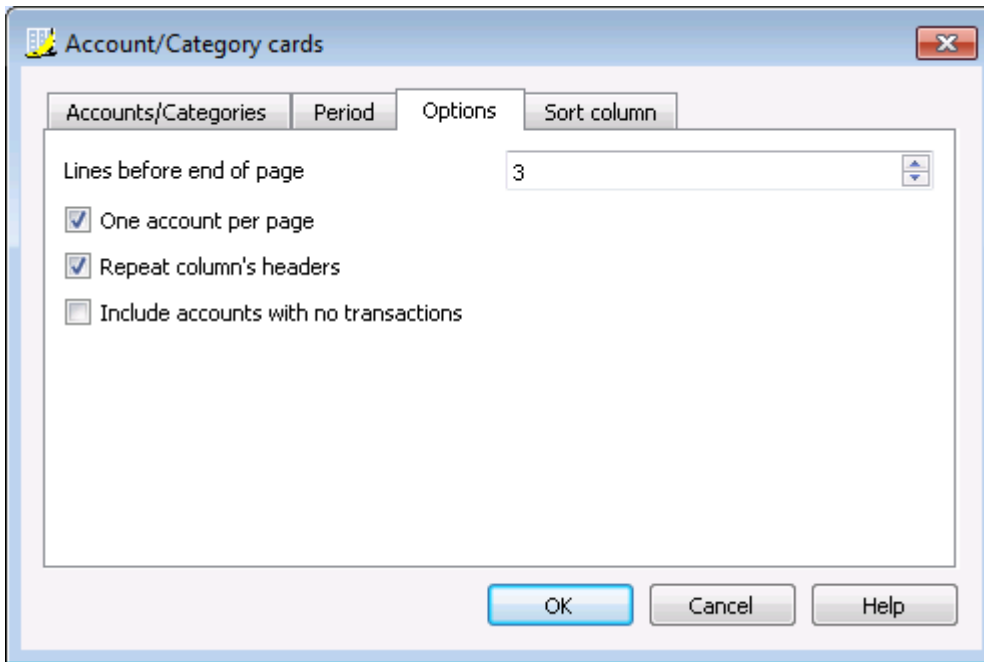 Account/Category cards
Accounts/Categories Period Options Sort column
Lines before end of page 3
One account per page
Repeat column's headers
Include accounts with no transactions
OK Cancel Help